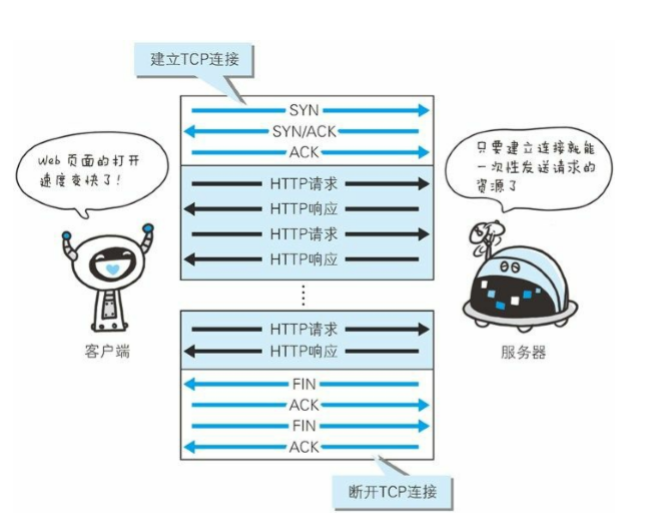 建立TCP连接
SYN
SYN/ACK
ACK
Web 页面的打开
速度变快了!
只要建立连接就能
一次性发送请求的
资源了
HTTP请求
HTTP响应
HTTP请求
HTTP响应
HTTP请求
HTTP响应
客户端
服务器
FIN
ACK
FIN
ACK
断开TCP连接